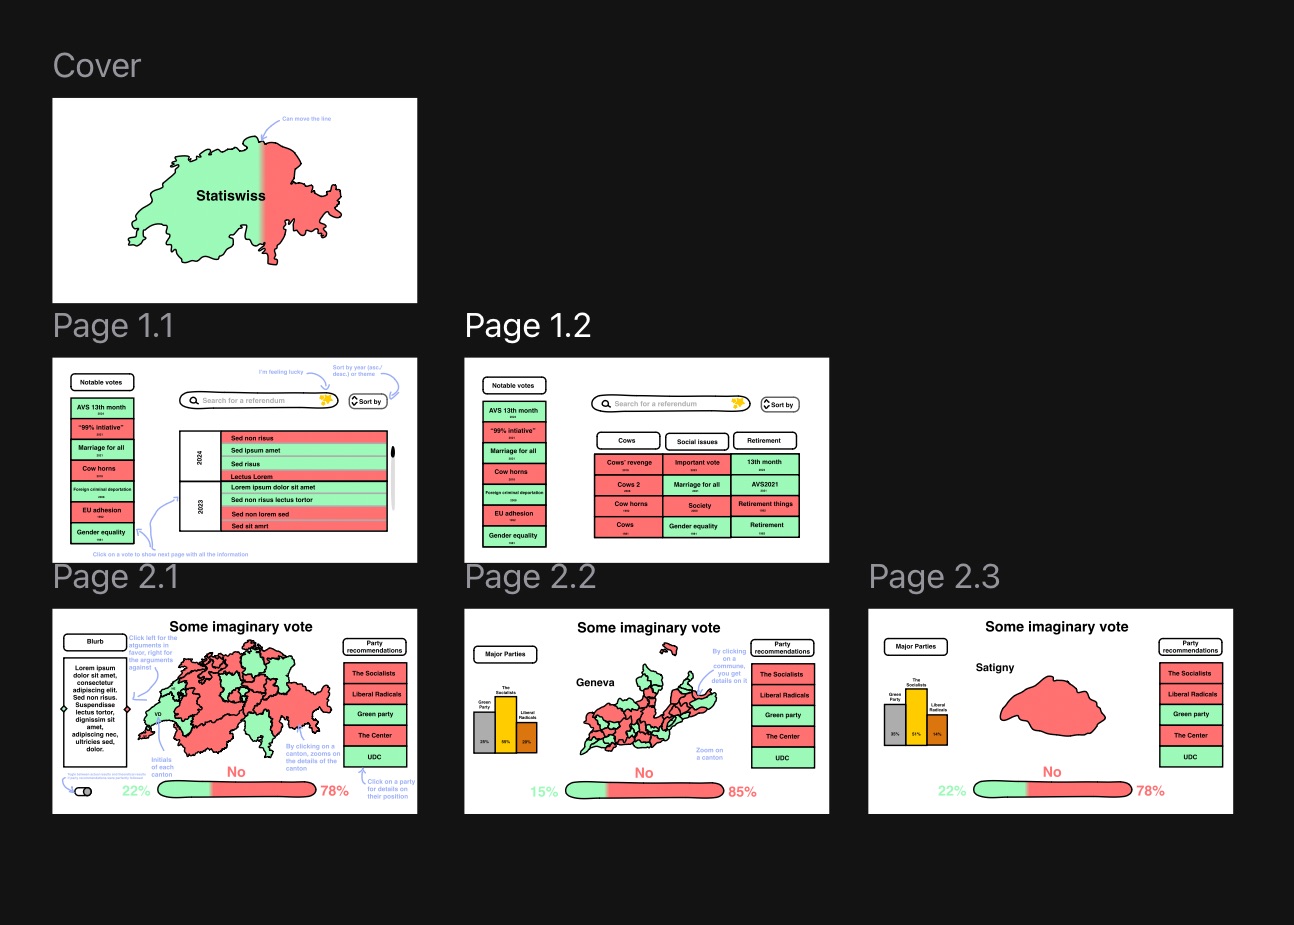 Cover
Can move the line
Statiswiss
Page 1.1
Notable votes
AVS 13th month
"99% intiative"
Marriage for all
Cow horns
Foreign criminal deportation
EU adhesion
Gender equality
I'm feeling lucky
Sort by year (asc./
desc.) or theme
Search for a referendum
Sort by
2024
Sed non risus
Sed ipsum amet
Sed risus
Lectus Lorem
2023
Lorem ipsum dolor sit amet
Sed non risus lectus tortor
Sed non lorem sed
Sed sit amrt
Click on a vote to show next page with all the information
Page 1.2
Notable votes
AVS 13th month
"99% intiative"
Marriage for all
Cow horns
Foreign criminal deportation
EU adhesion
Gender equality
Search for a referendum
Sort by
Cows
Social issues
Retirement
Cows' revenge
Important vote
13th month
Cows 2
Marriage for all
AVS2021
Cow horns
Society
Retirement things
Cows
Gender equality
Retirement
Page 2.1
Some imaginary vote
Blurb
Click left for the
atguments in
favor, right for
the arguments
against
Lorem ipsum
dolor sit amet,
consectetur
adipiscing elit.
Sed non risus.
Suspendisse
lectus tortor,
dignissim sit
amet,
adipiscing nec,
ultricies sed,
dolor.
VD
Initials
of each
canton
By clicking on a
canton, zooms on
the details of the
canton
Party
recommendations
The Socialists
Liberal Radicals
Green party
The Center
UDC
Click on a party
for details on
their position
No
22%
78%
Page 2.2
Some imaginary vote
Major Parties
Green
Party
The
Socialists
Liberal
Radicals
Geneva
By clicking
on a
commune,
you get
details on it
Zoom on
a canton
Party
recommendations
The Socialists
Liberal Radicals
Green party
The Center
UDC
No
15%
85%
Page 2.3
Some imaginary vote
Major Parties
Green
Party
The
Socialists
Liberal
Radicals
35%
51%
14%
Satigny
Party
recommendations
The Socialists
Liberal Radicals
Green party
The Center
UDC
No
22%
78%